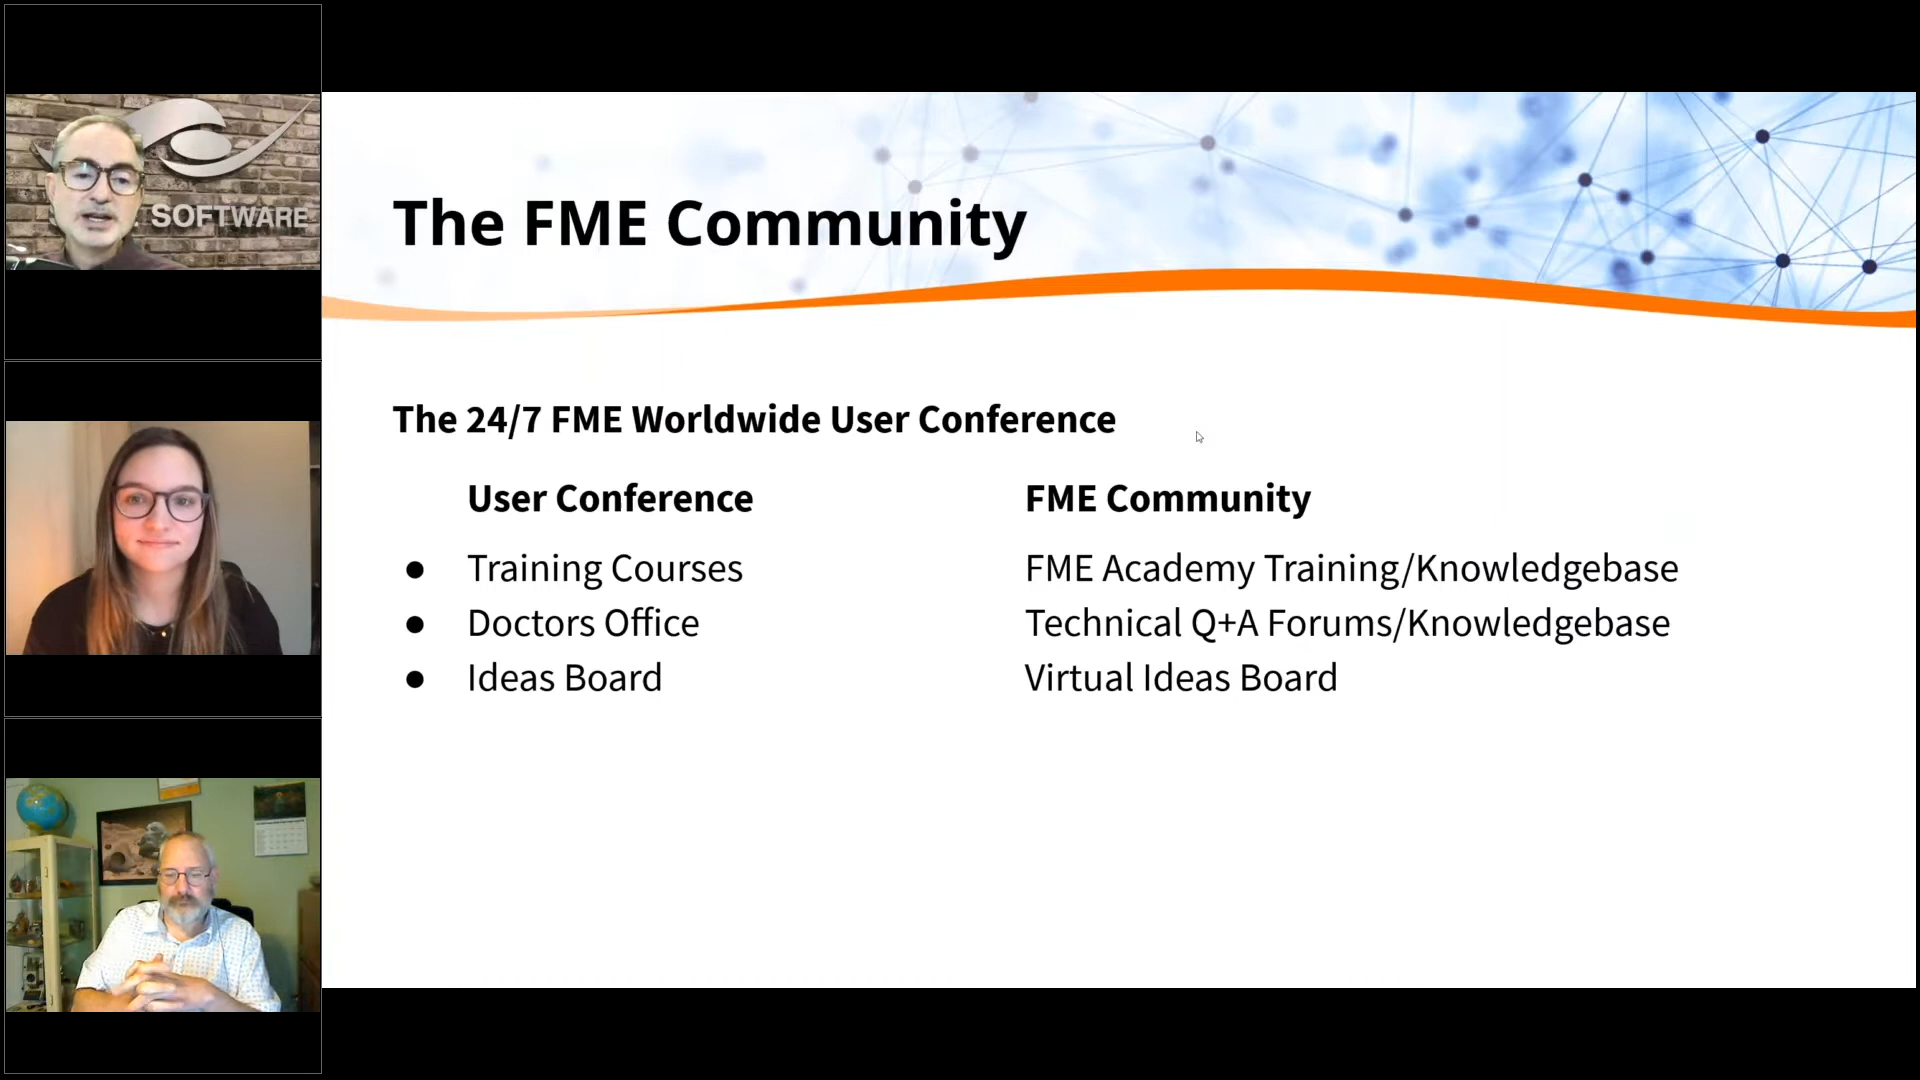 SOFTWARE
The FME Community
The 24/7 FME Worldwide User Conference
User Conference
FME Community
● Training Courses
FME Academy Training/Knowledgebase
● Doctors Office
Technical Q+A Forums/Knowledgebase
● Ideas Board
Virtual Ideas Board